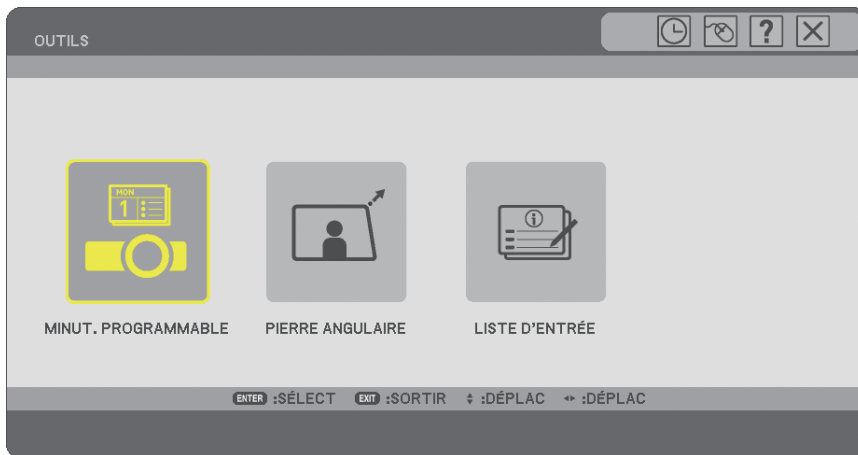 OUTILS
?
MON
1
MINUT. PROGRAMMABLE
PIERRE ANGULAIRE
LISTE D'ENTRÉE
ENTER :SÉLECT EXIT :SORTIR :DÉPLAC :DÉPLAC